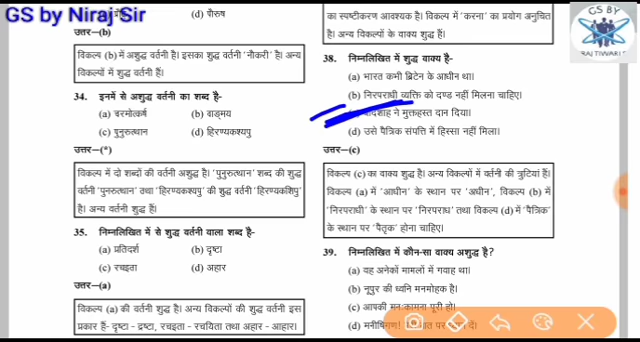 GS by Niraj Sir
(d) पौरुष
उत्तर–(b)
विकल्प (b) में अशुद्ध वर्तनी है। इसका शुद्ध वर्तनी 'नौकरी' है। अन्य
विकल्पों में शुद्ध वर्तनी हैं।
34. इनमें से अशुद्ध वर्तनी का शब्द है-
(a) चरमोत्कर्ष (b) वाङ्मय
(c) पुनुरुत्थान (d) हिरण्यकश्यपु
उत्तर–(*)
विकल्प में दो शब्दों की वर्तनी अशुद्ध है। 'पुनुरुत्थान' शब्द की शुद्ध
वर्तनी 'पुनरुत्थान' तथा 'हिरण्यकश्यपु' की शुद्ध वर्तनी 'हिरण्यकशिपु'
है। अन्य वर्तनी शुद्ध हैं।
35. निम्नलिखित में से शुद्ध वर्तनी वाला शब्द है-
(a) प्रतिदर्श (b) दृष्टा
(c) रचइता (d) अहार
उत्तर–(a)
विकल्प (a) की वर्तनी शुद्ध है। अन्य विकल्पों की शुद्ध वर्तनी इस
प्रकार हैं- दृष्टा - द्रष्टा, रचइता - रचयिता तथा अहार - आहार।
का स्पष्टीकरण आवश्यक है। विकल्प में 'करना' का प्रयोग अनुचित
है। अन्य विकल्पों के वाक्य शुद्ध हैं।
38. निम्नलिखित में शुद्ध वाक्य है-
(a) भारत कभी ब्रिटेन के आधीन था।
(b) निरपराधी व्यक्ति को दण्ड नहीं मिलना चाहिए।
ने मुक्तहस्त दान दिया।
(d) उसे पैत्रिक संपत्ति में हिस्सा नहीं मिला।
उत्तर–(c)
विकल्प (c) का वाक्य शुद्ध है। अन्य विकल्पों में वर्तनी की त्रुटियां हैं।
विकल्प (a) में 'आधीन' के स्थान पर 'अधीन', विकल्प (b) में
'निरपराधी' के स्थान पर 'निरपराध' तथा विकल्प (d) में 'पैत्रिक'
के स्थान पर 'पैतृक' होना चाहिए।
39. निम्नलिखित में कौन-सा वाक्य अशुद्ध है?
(a) वह अनेकों मामलों में गवाह था।
(b) नूपुर की ध्वनि मनमोहक है।
(c) आपकी मनःकामना पूरी हो।
(d) मनीषिगण!
GS BY